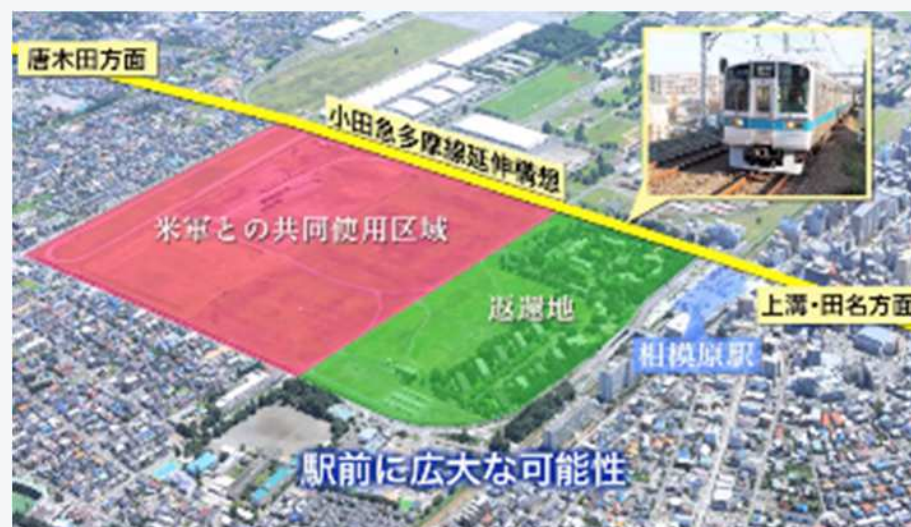 唐木田方面
小田急多摩線延伸構想
米軍との共同使用区域
返還地
上溝・田名方面
相模原駅
駅前に広大な可能性